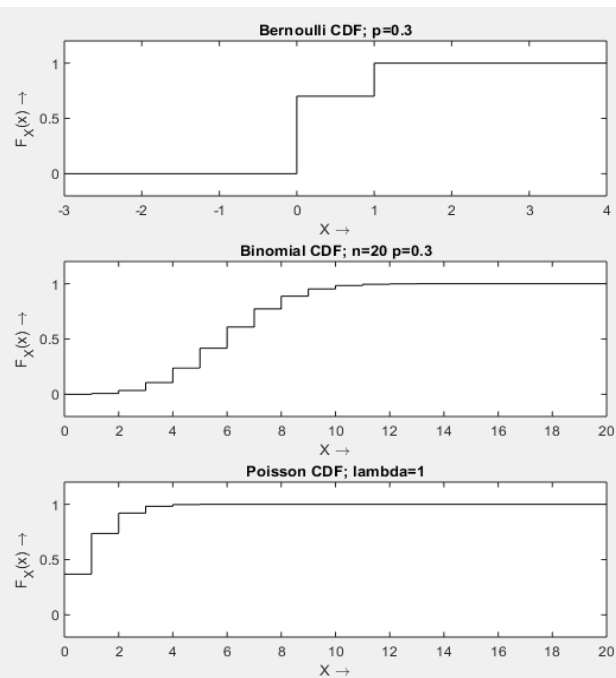 Bernoulli CDF; p=0.3
F_X(x) →
1
0.5
0
-3 -2 -1 0 1 2 3 4
X →
Binomial CDF; n=20 p=0.3
F_X(x) →
1
0.5
0
0 2 4 6 8 10 12 14 16 18 20
X →
Poisson CDF; lambda=1
F_X(x) →
1
0.5
0
0 2 4 6 8 10 12 14 16 18 20
X →